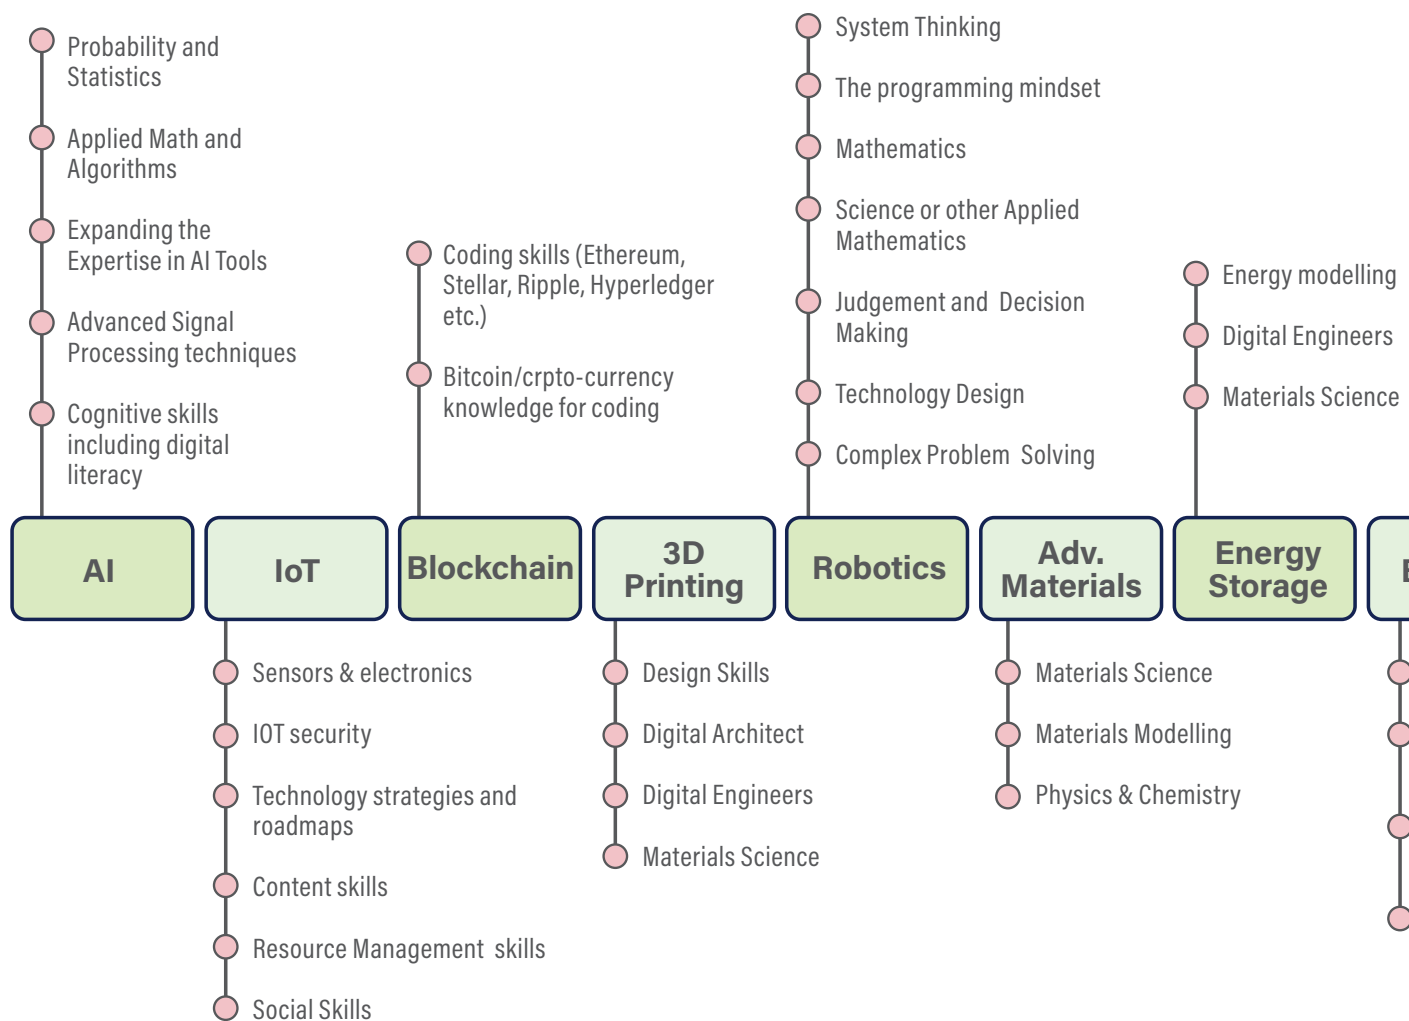 Probability and
Statistics
Applied Math and
Algorithms
Expanding the
Expertise in AI Tools
Advanced Signal
Processing techniques
Cognitive skills
including digital
literacy
Coding skills (Ethereum,
Stellar, Ripple, Hyperledger
etc.)
Bitcoin/crpto-currency
knowledge for coding
System Thinking
The programming mindset
Mathematics
Science or other Applied
Mathematics
Judgement and Decision
Making
Technology Design
Complex Problem Solving
Energy modelling
Digital Engineers
Materials Science
AI
IoT
Blockchain
3D
Printing
Robotics
Adv.
Materials
Energy
Storage
Sensors & electronics
IOT security
Technology strategies and
roadmaps
Content skills
Resource Management skills
Social Skills
Design Skills
Digital Architect
Digital Engineers
Materials Science
Materials Science
Materials Modelling
Physics & Chemistry